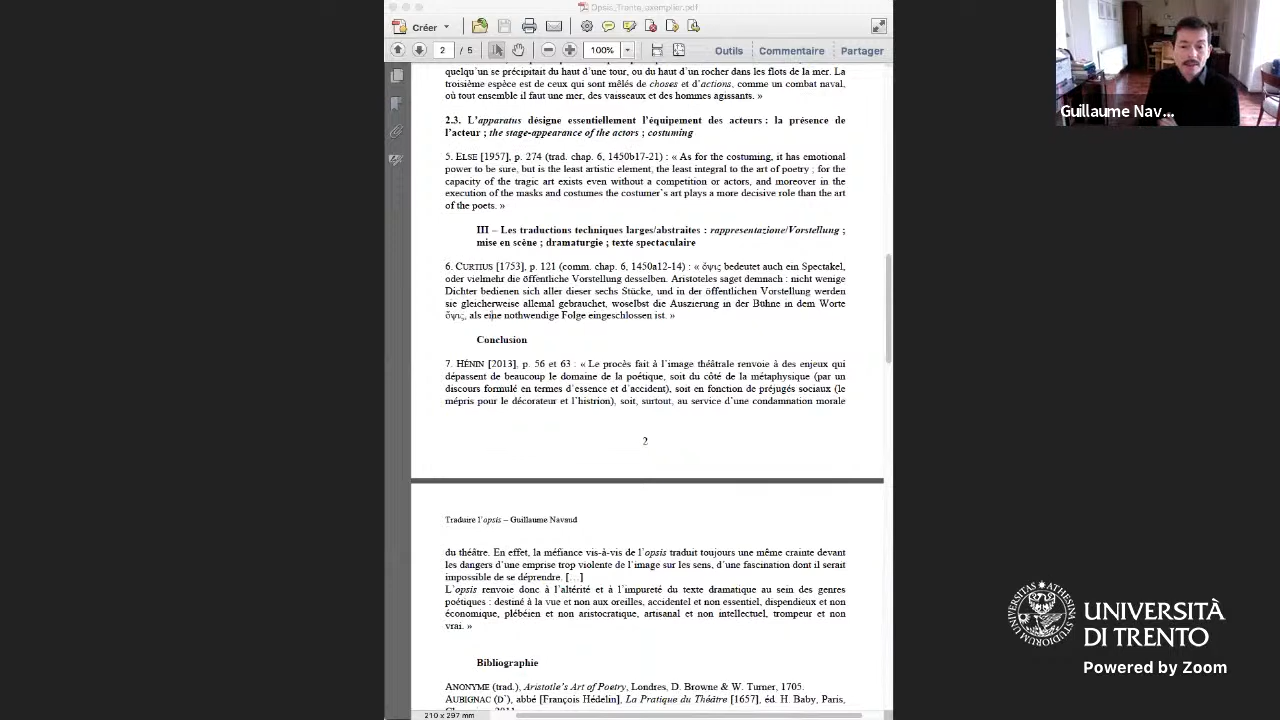 Opsis_Trente_exemplier.pdf
Créer
2 / 5
100%
Outils
Commentaire
Partager
quelqu'un se précipitait du haut d'une tour, ou du haut d'un rocher dans les flots de la mer. La
troisième espèce est de ceux qui sont mêlés de choses et d'actions, comme un combat naval,
où tout ensemble il faut une mer, des vaisseaux et des hommes agissants. »
2.3. L'apparatus désigne essentiellement l'équipement des acteurs : la présence de
l'acteur ; the stage-appearance of the actors ; costuming
5. ELSE [1957], p. 274 (trad. chap. 6, 1450b17-21) : « As for the costuming, it has emotional
power to be sure, but is the least artistic element, the least integral to the art of poetry ; for the
capacity of the tragic art exists even without a competition or actors, and moreover in the
execution of the masks and costumes the costumer's art plays a more decisive role than the art
of the poets. »
III – Les traductions techniques larges/abstraites : rappresentazione/Vorstellung ;
mise en scène ; dramaturgie ; texte spectaculaire
6. CURTIUS [1753], p. 121 (comm. chap. 6, 1450a12-14) : « ὄψις bedeutet auch ein Spectakel,
oder vielmehr die öffentliche Vorstellung desselben. Aristoteles saget demnach : nicht wenige
Dichter bedienen sich aller dieser sechs Stücke, und in der öffentlichen Vorstellung werden
sie gleicherweise allemal gebrauchet, woselbst die Auszierung in der Bühne in dem Worte
ὄψις, als eine nothwendige Folge eingeschlossen ist. »
Conclusion
7. HÉNIN [2013], p. 56 et 63 : « Le procès fait à l'image théâtrale renvoie à des enjeux qui
dépassent de beaucoup le domaine de la poétique, soit du côté de la métaphysique (par un
discours formulé en termes d'essence et d'accident), soit en fonction de préjugés sociaux (le
mépris pour le décorateur et l'histrion), soit, surtout, au service d'une condamnation morale
2
Traduire l'opsis – Guillaume Navaud
du théâtre. En effet, la méfiance vis-à-vis de l'opsis traduit toujours une même crainte devant
les dangers d'une emprise trop violente de l'image sur les sens, d'une fascination dont il serait
impossible de se déprendre. […]
L'opsis renvoie donc à l'altérité et à l'impureté du texte dramatique au sein des genres
poétiques : destiné à la vue et non aux oreilles, accidentel et non essentiel, dispendieux et non
économique, plébéien et non aristocratique, artisanal et non intellectuel, trompeur et non
vrai. »
Bibliographie
ANONYME (trad.), Aristotle's Art of Poetry, Londres, D. Browne & W. Turner, 1705.
AUBIGNAC (D'), abbé [François Hédelin], La Pratique du Théâtre [1657], éd. H. Baby, Paris,
210 x 297 mm
Guillaume Nav...
UNIVERSITÀ
DI TRENTO
Powered by Zoom